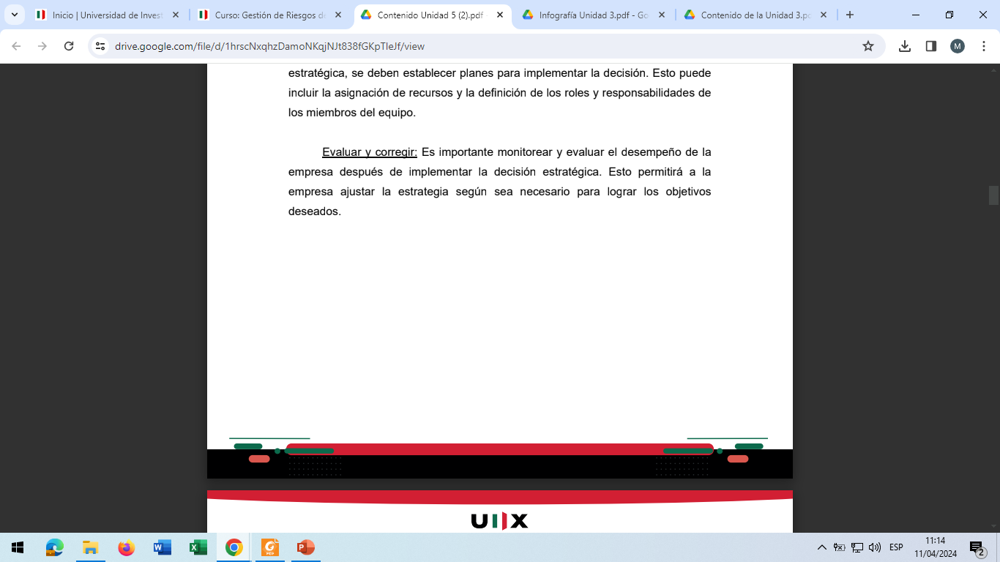 Inicio | Universidad de Invest
Curso: Gestión de Riesgos d
Contenido Unidad 5 (2).pdf
Infografía Unidad 3.pdf - Go
Contenido de la Unidad 3.p
drive.google.com/file/d/1hrscNxqhzDamoNKqjNJt838fGKpTIeJf/view
M
estratégica, se deben establecer planes para implementar la decisión. Esto puede
incluir la asignación de recursos y la definición de los roles y responsabilidades de
los miembros del equipo.
Evaluar y corregir: Es importante monitorear y evaluar el desempeño de la
empresa después de implementar la decisión estratégica. Esto permitirá a la
empresa ajustar la estrategia según sea necesario para lograr los objetivos
deseados.
UIIX
ESP
11:14
11/04/2024
2